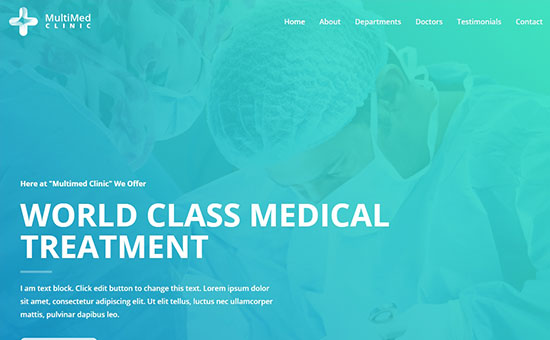 MultiMed
CLINIC
Home About Departments Doctors Testimonials Contact
Here at "Multimed Clinic" We Offer
WORLD CLASS MEDICAL
TREATMENT
I am text block. Click edit button to change this text. Lorem ipsum dolor
sit amet, consectetur adipiscing elit. Ut elit tellus, luctus nec ullamcorper
mattis, pulvinar dapibus leo.